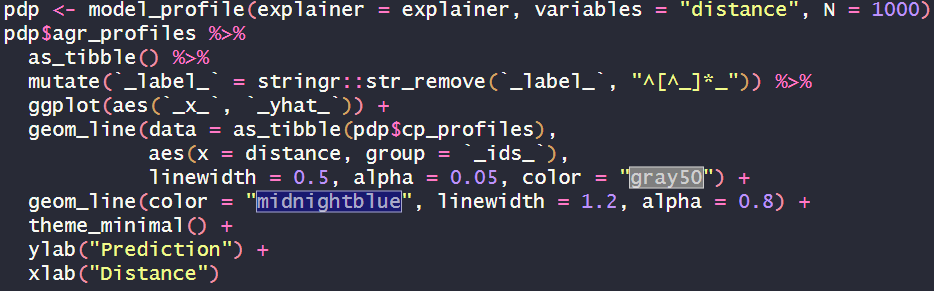 pdp <- model_profile(explainer = explainer, variables = "distance", N = 1000)
pdp$agr_profiles %>%
  as_tibble() %>%
  mutate(`_label_` = stringr::str_remove(`_label_`, "^[^_]*_")) %>%
  ggplot(aes(`_x_`, `_yhat_`)) +
  geom_line(data = as_tibble(pdp$cp_profiles),
            aes(x = distance, group = `_ids_`),
            linewidth = 0.5, alpha = 0.05, color = "gray50") +
  geom_line(color = "midnightblue", linewidth = 1.2, alpha = 0.8) +
  theme_minimal() +
  ylab("Prediction") +
  xlab("Distance")